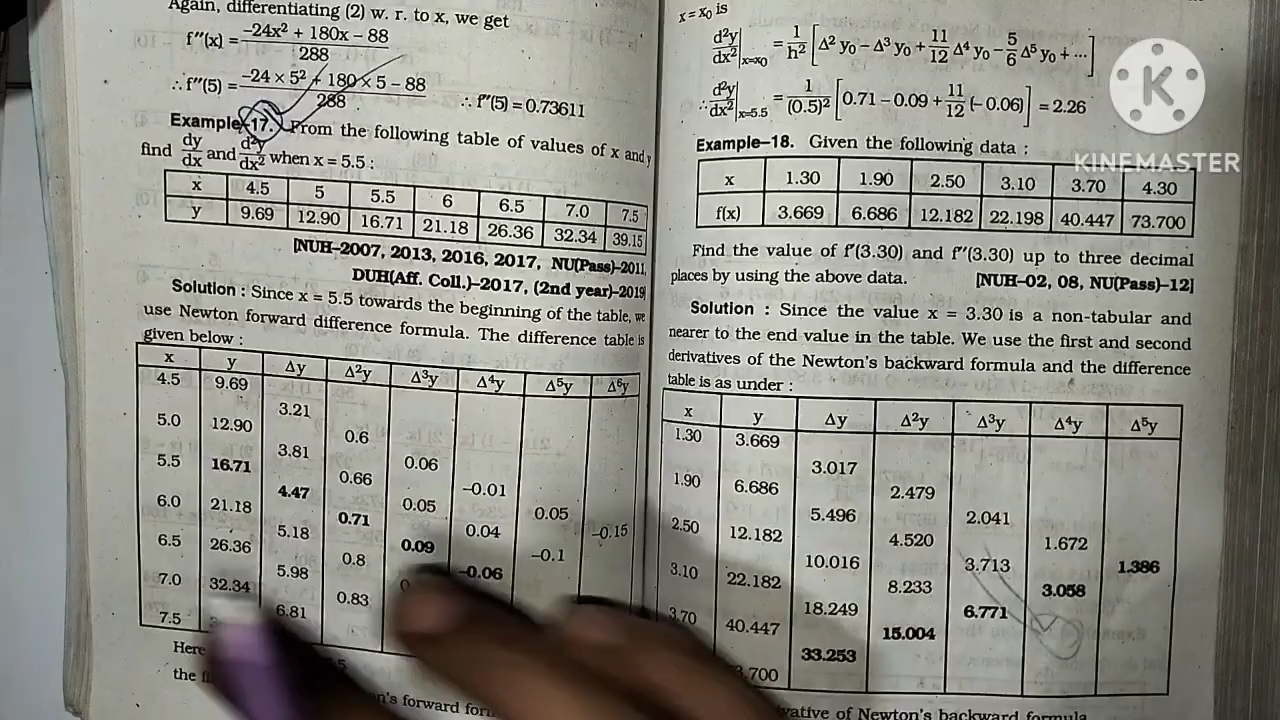 Again, differentiating (2) w. r. to x, we get
f″(x) = −24x² + 180x − 88 / 288
∴ f″(5) = −24 × 5² + 180 × 5 − 88 / 288 ∴ f″(5) = 0.73611
Example–17. From the following table of values of x and y
find dy/dx and d²y/dx² when x = 5.5 :
x 4.5 5 5.5 6 6.5 7.0 7.5
y 9.69 12.90 16.71 21.18 26.36 32.34 39.15
[NUH–2007, 2013, 2016, 2017, NU(Pass)–2011,
DUH(Aff. Coll.)–2017, (2nd year)–2019]
Solution : Since x = 5.5 towards the beginning of the table, we
use Newton forward difference formula. The difference table is
given below :
x y Δy Δ²y Δ³y Δ⁴y Δ⁵y Δ⁶y
4.5 9.69
3.21
5.0 12.90 0.6
3.81 0.06
5.5 16.71 0.66 −0.01
4.47 0.05 0.05
6.0 21.18 0.71 0.04 −0.15
5.18 0.09 −0.1
6.5 26.36 0.8 −0.06
5.98
7.0 32.34 0.83
6.81
7.5
Here
the
's forward
x = x₀ is
d²y/dx²|x=x₀ = 1/h² [Δ² y₀ − Δ³ y₀ + 11/12 Δ⁴ y₀ − 5/6 Δ⁵ y₀ + ...]
∴ d²y/dx²|x=5.5 = 1/(0.5)² [0.71 − 0.09 + 11/12 (−0.06)] = 2.26
Example–18. Given the following data :
x 1.30 1.90 2.50 3.10 3.70 4.30
f(x) 3.669 6.686 12.182 22.198 40.447 73.700
Find the value of f′(3.30) and f″(3.30) up to three decimal
places by using the above data. [NUH–02, 08, NU(Pass)–12]
Solution : Since the value x = 3.30 is a non-tabular and
nearer to the end value in the table. We use the first and second
derivatives of the Newton's backward formula and the difference
table is as under :
x y Δy Δ²y Δ³y Δ⁴y Δ⁵y
1.30 3.669
3.017
1.90 6.686 2.479
5.496 2.041
2.50 12.182 4.520 1.672
10.016 3.713 1.386
3.10 22.182 8.233 3.058
18.249 6.771
3.70 40.447 15.004
33.253
.700
of Newton's backward formula
K
KINEMASTER